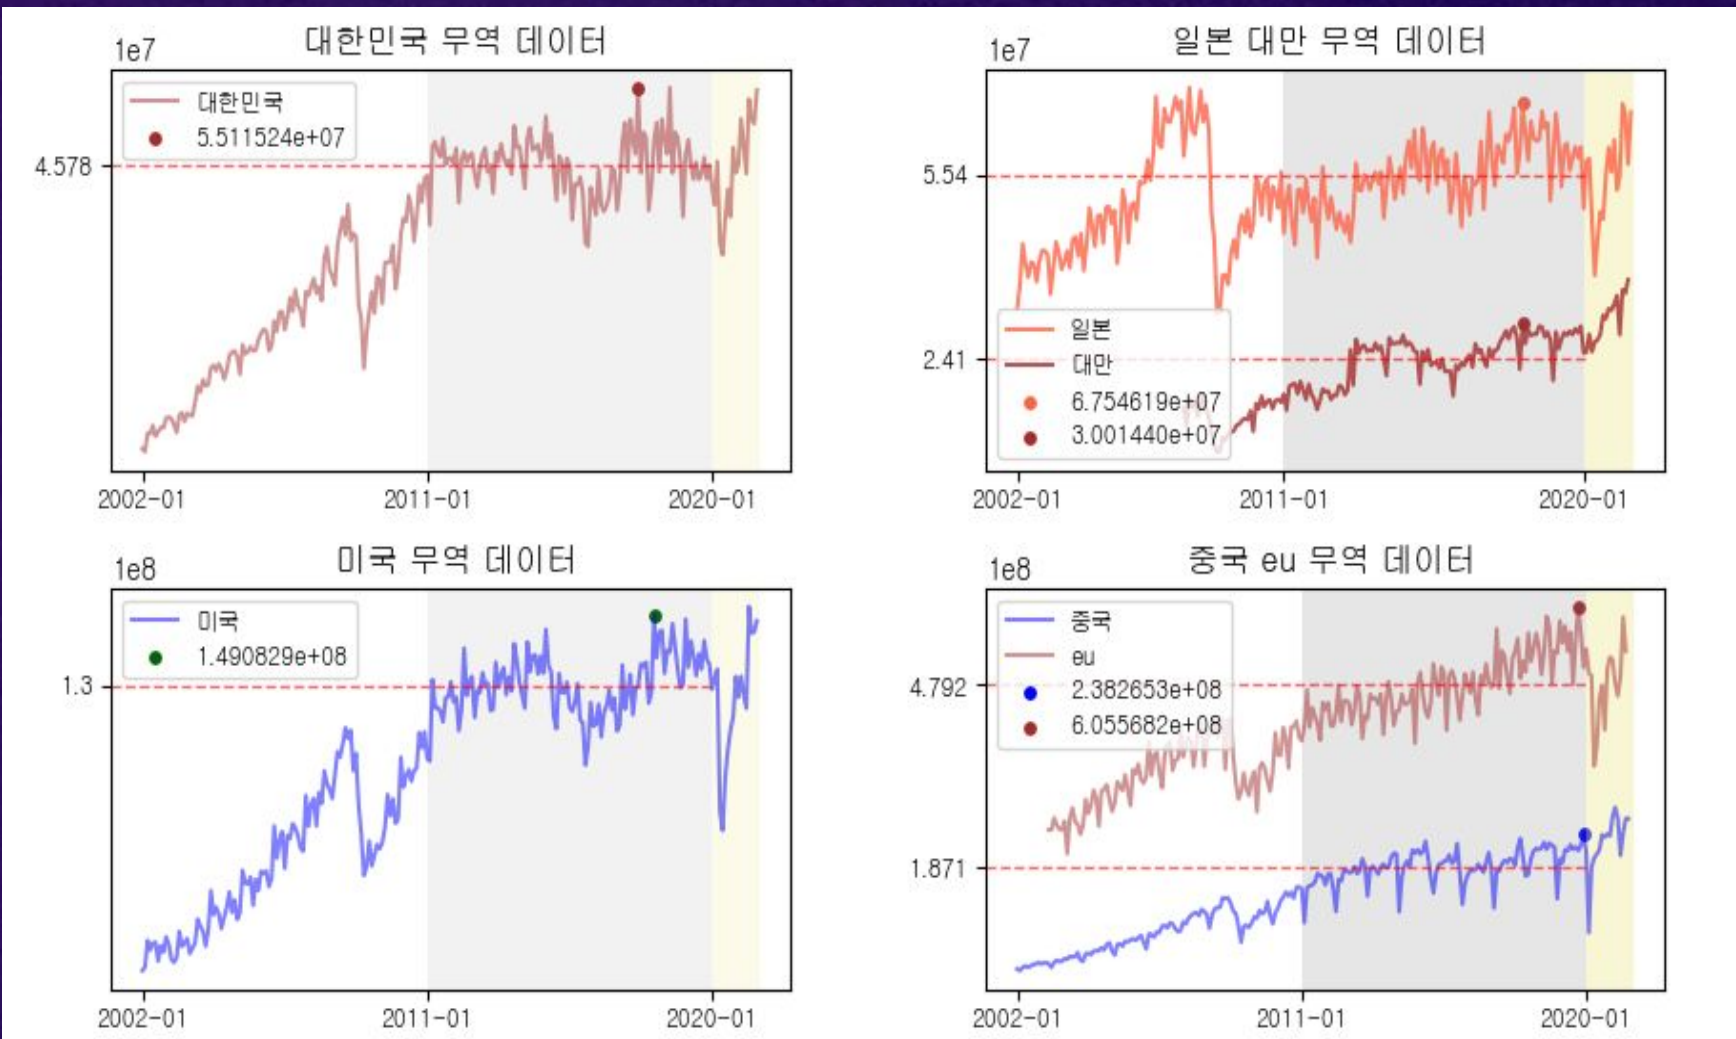 대한민국 무역 데이터
1e7
대한민국
5.511524e+07
4.578
2002-01
2011-01
2020-01
일본 대만 무역 데이터
1e7
5.54
2.41
일본
대만
6.754619e+07
3.001440e+07
2002-01
2011-01
2020-01
미국 무역 데이터
1e8
미국
1.490829e+08
1.3
2002-01
2011-01
2020-01
중국 eu 무역 데이터
1e8
중국
eu
2.382653e+08
6.055682e+08
4.792
1.871
2002-01
2011-01
2020-01